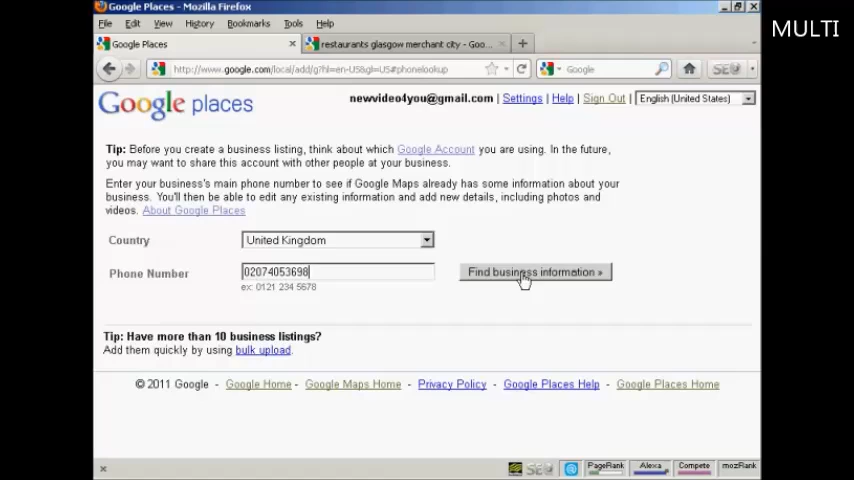 Google Places - Mozilla Firefox
MULTI
File Edit View History Bookmarks Tools Help
Google Places restaurants glasgow merchant city - Goo...
http://www.google.com/local/add/g?hl=en-US&gl=US#phonelookup Google SEO
Google places newvideo4you@gmail.com | Settings | Help | Sign Out | English (United States)
Tip: Before you create a business listing, think about which Google Account you are using. In the future,
you may want to share this account with other people at your business.
Enter your business's main phone number to see if Google Maps already has some information about your
business. You'll then be able to edit any existing information and add new details, including photos and
videos. About Google Places
Country United Kingdom
Phone Number 02074053698 Find business information »
ex: 0121 234 5678
Tip: Have more than 10 business listings?
Add them quickly by using bulk upload.
© 2011 Google - Google Home - Google Maps Home - Privacy Policy - Google Places Help - Google Places Home
SEO PageRank Alexa Compete mozRank